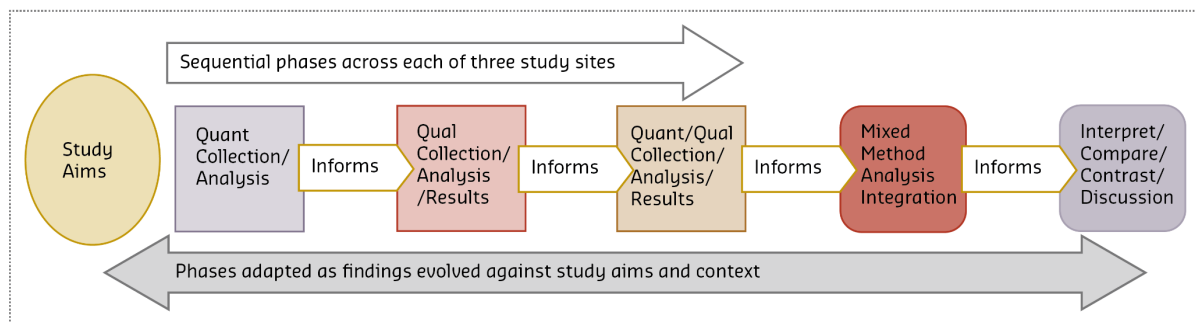 Sequential phases across each of three study sites
Study
Aims
Quant
Collection/
Analysis
Informs
Qual
Collection/
Analysis
/Results
Informs
Quant/Qual
Collection/
Analysis/
Results
Informs
Mixed
Method
Analysis
Integration
Informs
Interpret/
Compare/
Contrast/
Discussion
Phases adapted as findings evolved against study aims and context